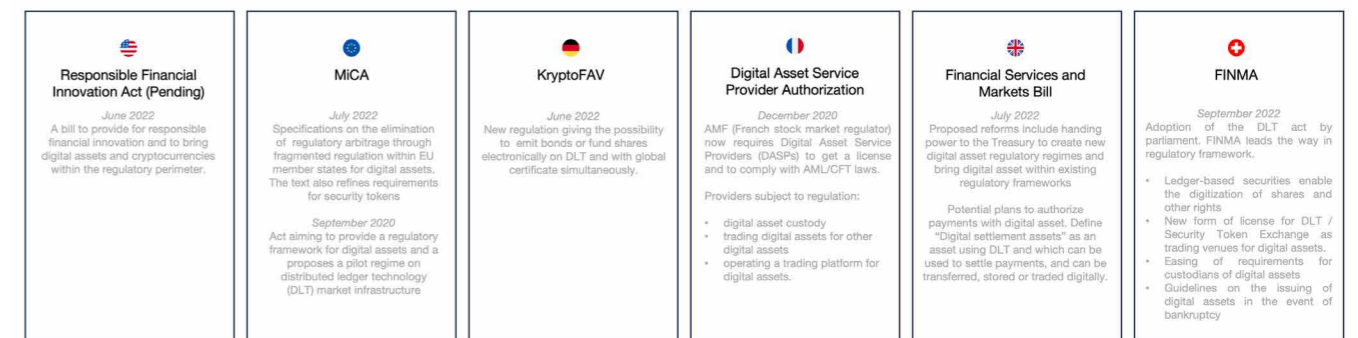 Responsible Financial
Innovation Act (Pending)
June 2022
A bill to provide for responsible
financial innovation and to bring
digital assets and cryptocurrencies
within the regulatory perimeter.
MiCA
July 2022
Specifications on the elimination
of regulatory arbitrage through
fragmented regulation within EU
member states for digital assets.
The text also refines requirements
for security tokens
September 2020
Act aiming to provide a regulatory
framework for digital assets and a
proposes a pilot regime on
distributed ledger technology
(DLT) market infrastructure
KryptoFAV
June 2022
New regulation giving the possibility
to emit bonds or fund shares
electronically on DLT and with global
certificate simultaneously.
Digital Asset Service
Provider Authorization
December 2020
AMF (French stock market regulator)
now requires Digital Asset Service
Providers (DASPs) to get a license
and to comply with AML/CFT laws.
Providers subject to regulation:
• digital asset custody
• trading digital assets for other
digital assets
• operating a trading platform for
digital assets.
Financial Services and
Markets Bill
July 2022
Proposed reforms include handing
power to the Treasury to create new
digital asset regulatory regimes and
bring digital asset within existing
regulatory frameworks
Potential plans to authorize
payments with digital asset. Define
“Digital settlement assets” as an
asset using DLT and which can be
used to settle payments, and can be
transferred, stored or traded digitally.
FINMA
September 2022
Adoption of the DLT act by
parliament. FINMA leads the way in
regulatory framework.
• Ledger-based securities enable
the digitization of shares and
other rights
• New form of license for DLT /
Security Token Exchange as
trading venues for digital assets.
• Easing of requirements for
custodians of digital assets
• Guidelines on the issuing of
digital assets in the event of
bankruptcy